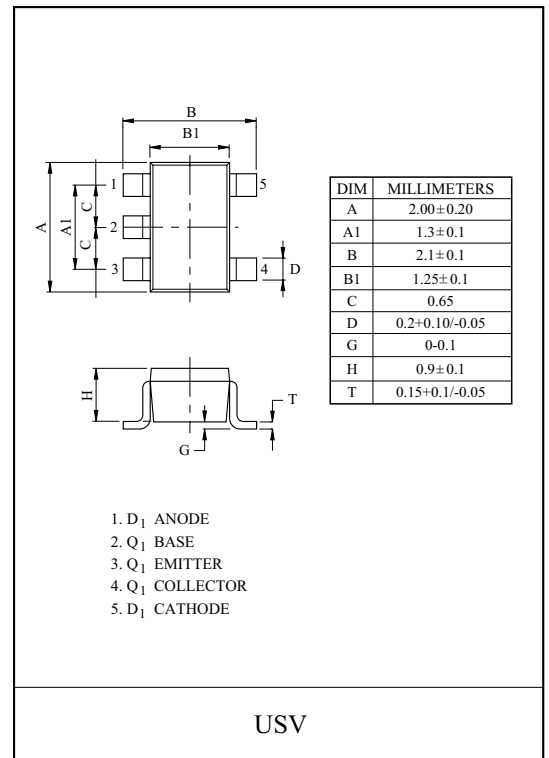 B
B1
A
A1
C
C
1
2
3
5
4
D
H
G
T
DIM MILLIMETERS
A 2.00±0.20
A1 1.3±0.1
B 2.1±0.1
B1 1.25±0.1
C 0.65
D 0.2+0.10/-0.05
G 0-0.1
H 0.9±0.1
T 0.15+0.1/-0.05
1. D1 ANODE
2. Q1 BASE
3. Q1 EMITTER
4. Q1 COLLECTOR
5. D1 CATHODE
USV